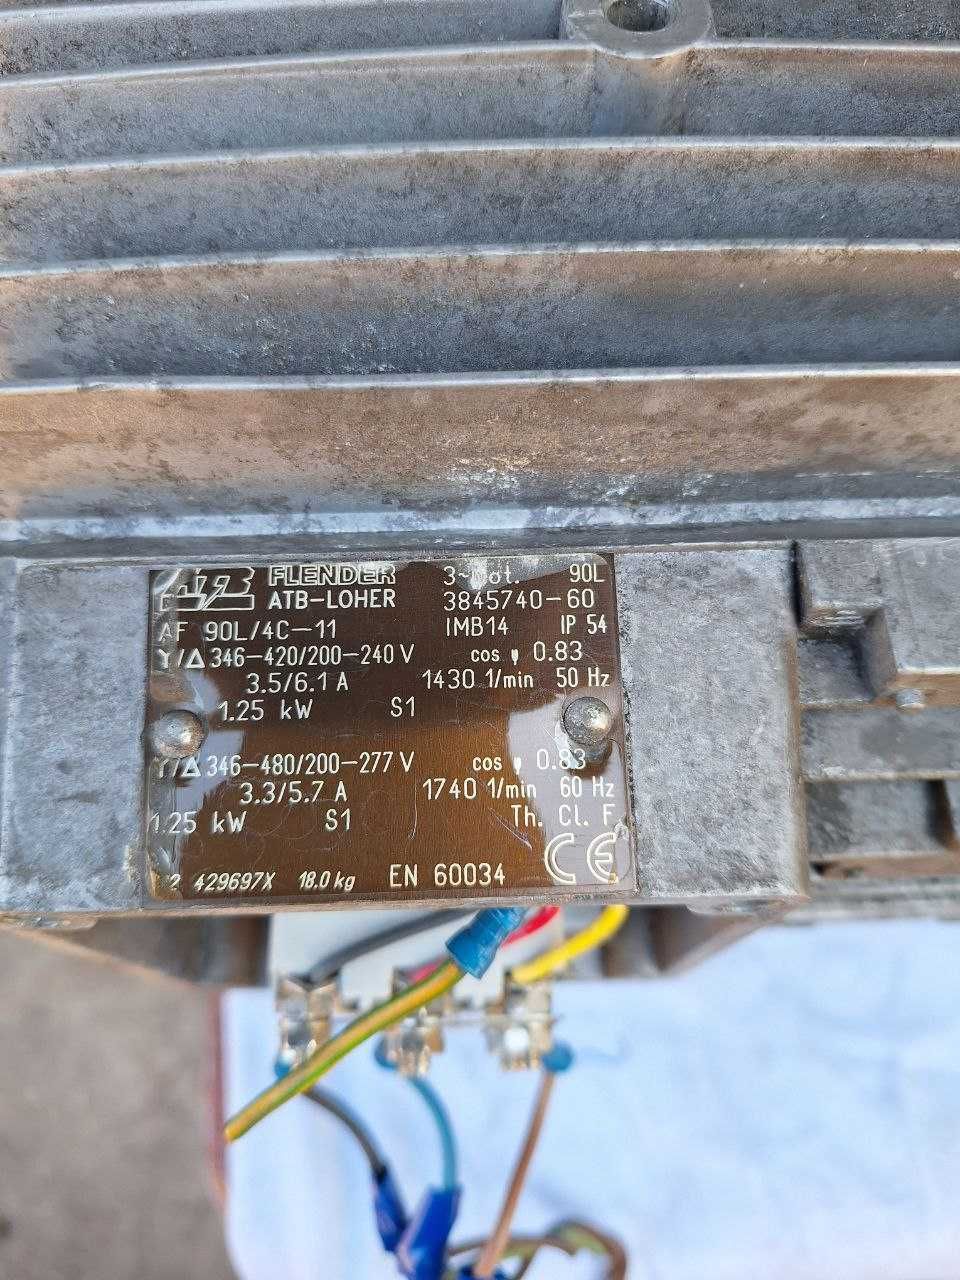 ATB FLENDER 3~Mot. 90L
ATB-LOHER 3845740-60
AF 90L/4C-11 IMB14 IP 54
Y/Δ 346-420/200-240 V cos φ 0.83
3.5/6.1 A 1430 1/min 50 Hz
1.25 kW S1
Y/Δ 346-480/200-277 V cos φ 0.83
3.3/5.7 A 1740 1/min 60 Hz
1.25 kW S1 Th. Cl. F
429697X 18.0 kg EN 60034 CE